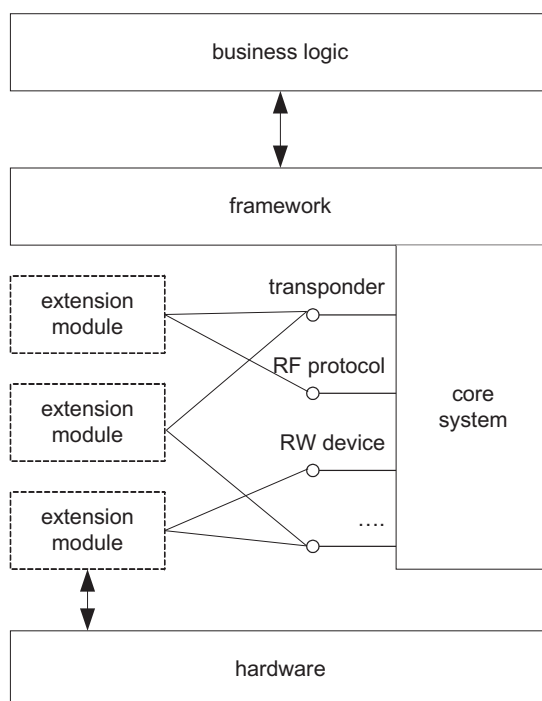 business logic
framework
transponder
extension
module
RF protocol
extension
module
core
system
RW device
extension
module
....
hardware